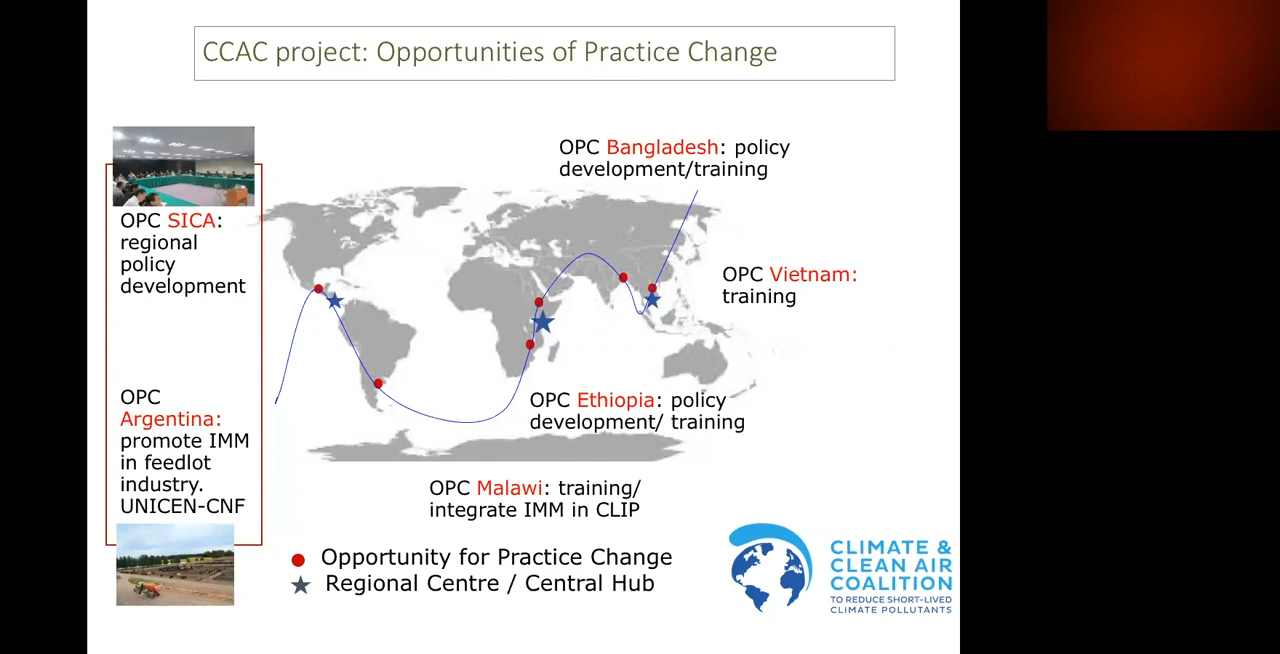 CCAC project: Opportunities of Practice Change
OPC Bangladesh: policy
development/training
OPC SICA:
regional
policy
development
OPC Vietnam:
training
OPC
Argentina:
promote IMM
in feedlot
industry.
UNICEN-CNF
OPC Ethiopia: policy
development/ training
OPC Malawi: training/
integrate IMM in CLIP
Opportunity for Practice Change
Regional Centre / Central Hub
CLIMATE &
CLEAN AIR
COALITION
TO REDUCE SHORT-LIVED
CLIMATE POLLUTANTS